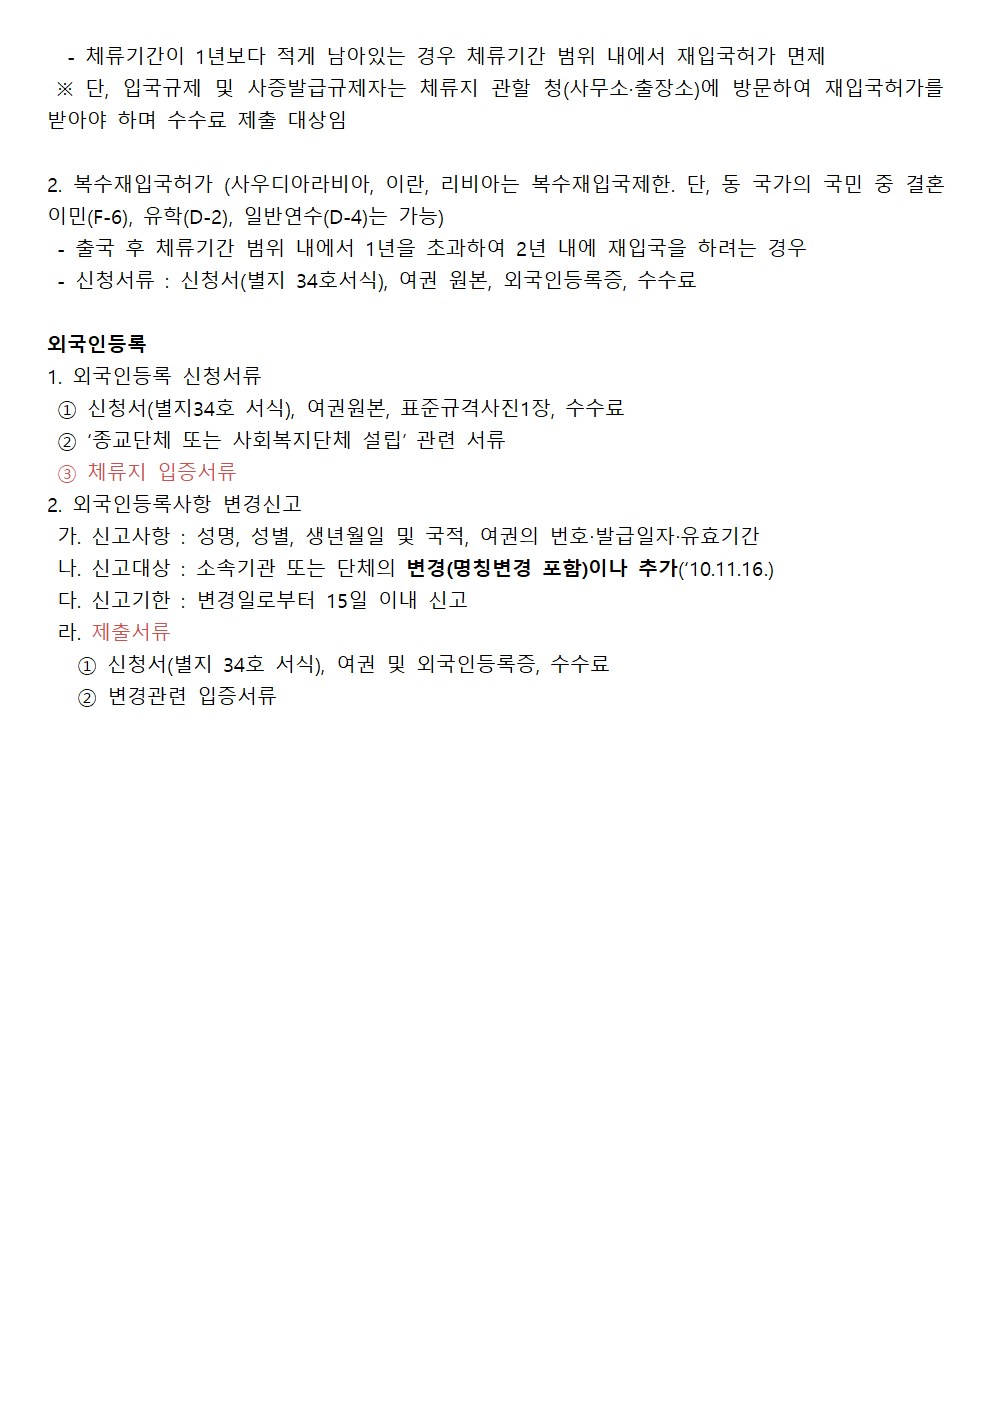 - 체류기간이 1년보다 적게 남아있는 경우 체류기간 범위 내에서 재입국허가 면제
※ 단, 입국규제 및 사증발급규제자는 체류지 관할 청(사무소·출장소)에 방문하여 재입국허가를
받아야 하며 수수료 제출 대상임
2. 복수재입국허가 (사우디아라비아, 이란, 리비아는 복수재입국제한. 단, 동 국가의 국민 중 결혼
이민(F-6), 유학(D-2), 일반연수(D-4)는 가능)
- 출국 후 체류기간 범위 내에서 1년을 초과하여 2년 내에 재입국을 하려는 경우
- 신청서류 : 신청서(별지 34호서식), 여권 원본, 외국인등록증, 수수료
외국인등록
1. 외국인등록 신청서류
① 신청서(별지34호 서식), 여권원본, 표준규격사진1장, 수수료
② ‘종교단체 또는 사회복지단체 설립’ 관련 서류
③ 체류지 입증서류
2. 외국인등록사항 변경신고
가. 신고사항 : 성명, 성별, 생년월일 및 국적, 여권의 번호·발급일자·유효기간
나. 신고대상 : 소속기관 또는 단체의 변경(명칭변경 포함)이나 추가(‘10.11.16.)
다. 신고기한 : 변경일로부터 15일 이내 신고
라. 제출서류
① 신청서(별지 34호 서식), 여권 및 외국인등록증, 수수료
② 변경관련 입증서류